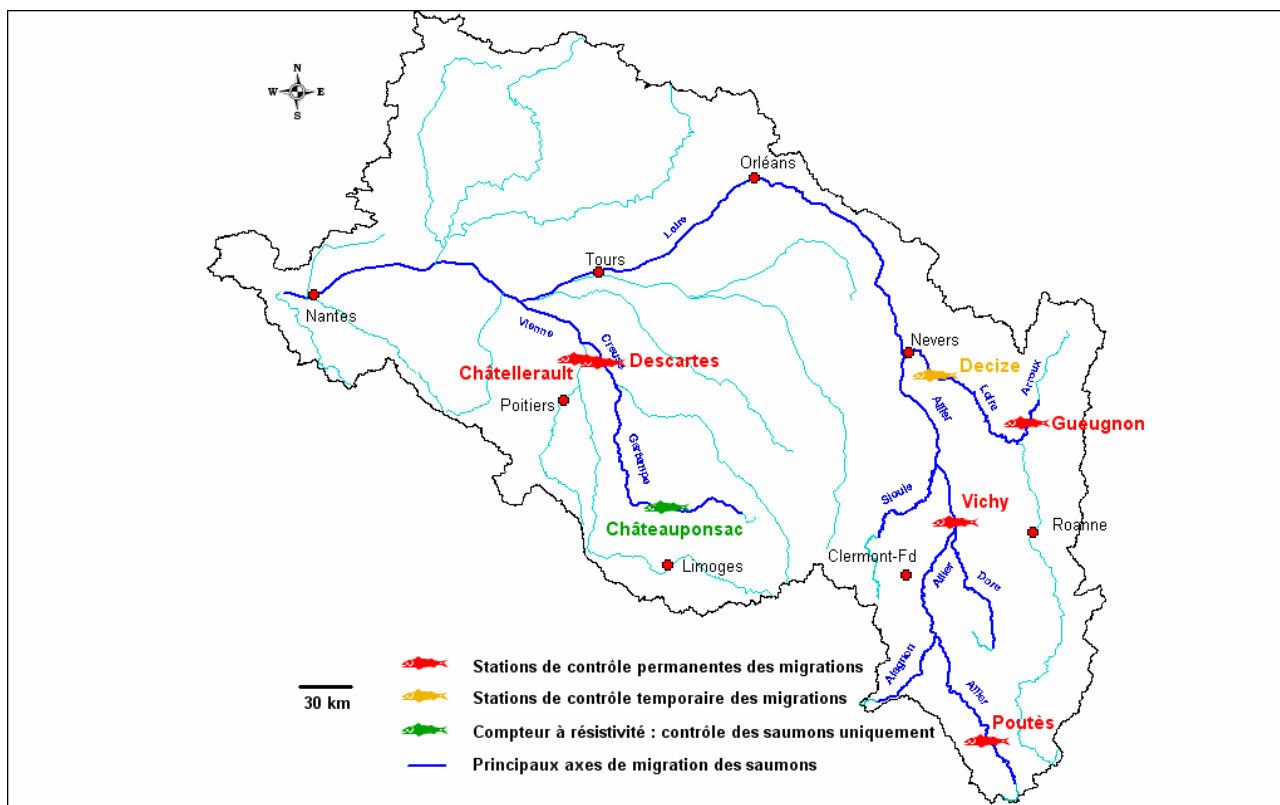 N
W E
S
Orléans
Loire
Tours
Nantes
Vienne
Creuse
Nevers
Descartes
Decize
Châtellerault
Arroux
Loire
Poitiers
Allier
Gueugnon
Gartempe
Sioule
Vichy
Châteauponsac
Roanne
Clermont-Fd
Limoges
Allier
Dore
Alagnon
Stations de contrôle permanentes des migrations
Allier
30 km
Stations de contrôle temporaire des migrations
Poutès
Compteur à résistivité : contrôle des saumons uniquement
Principaux axes de migration des saumons